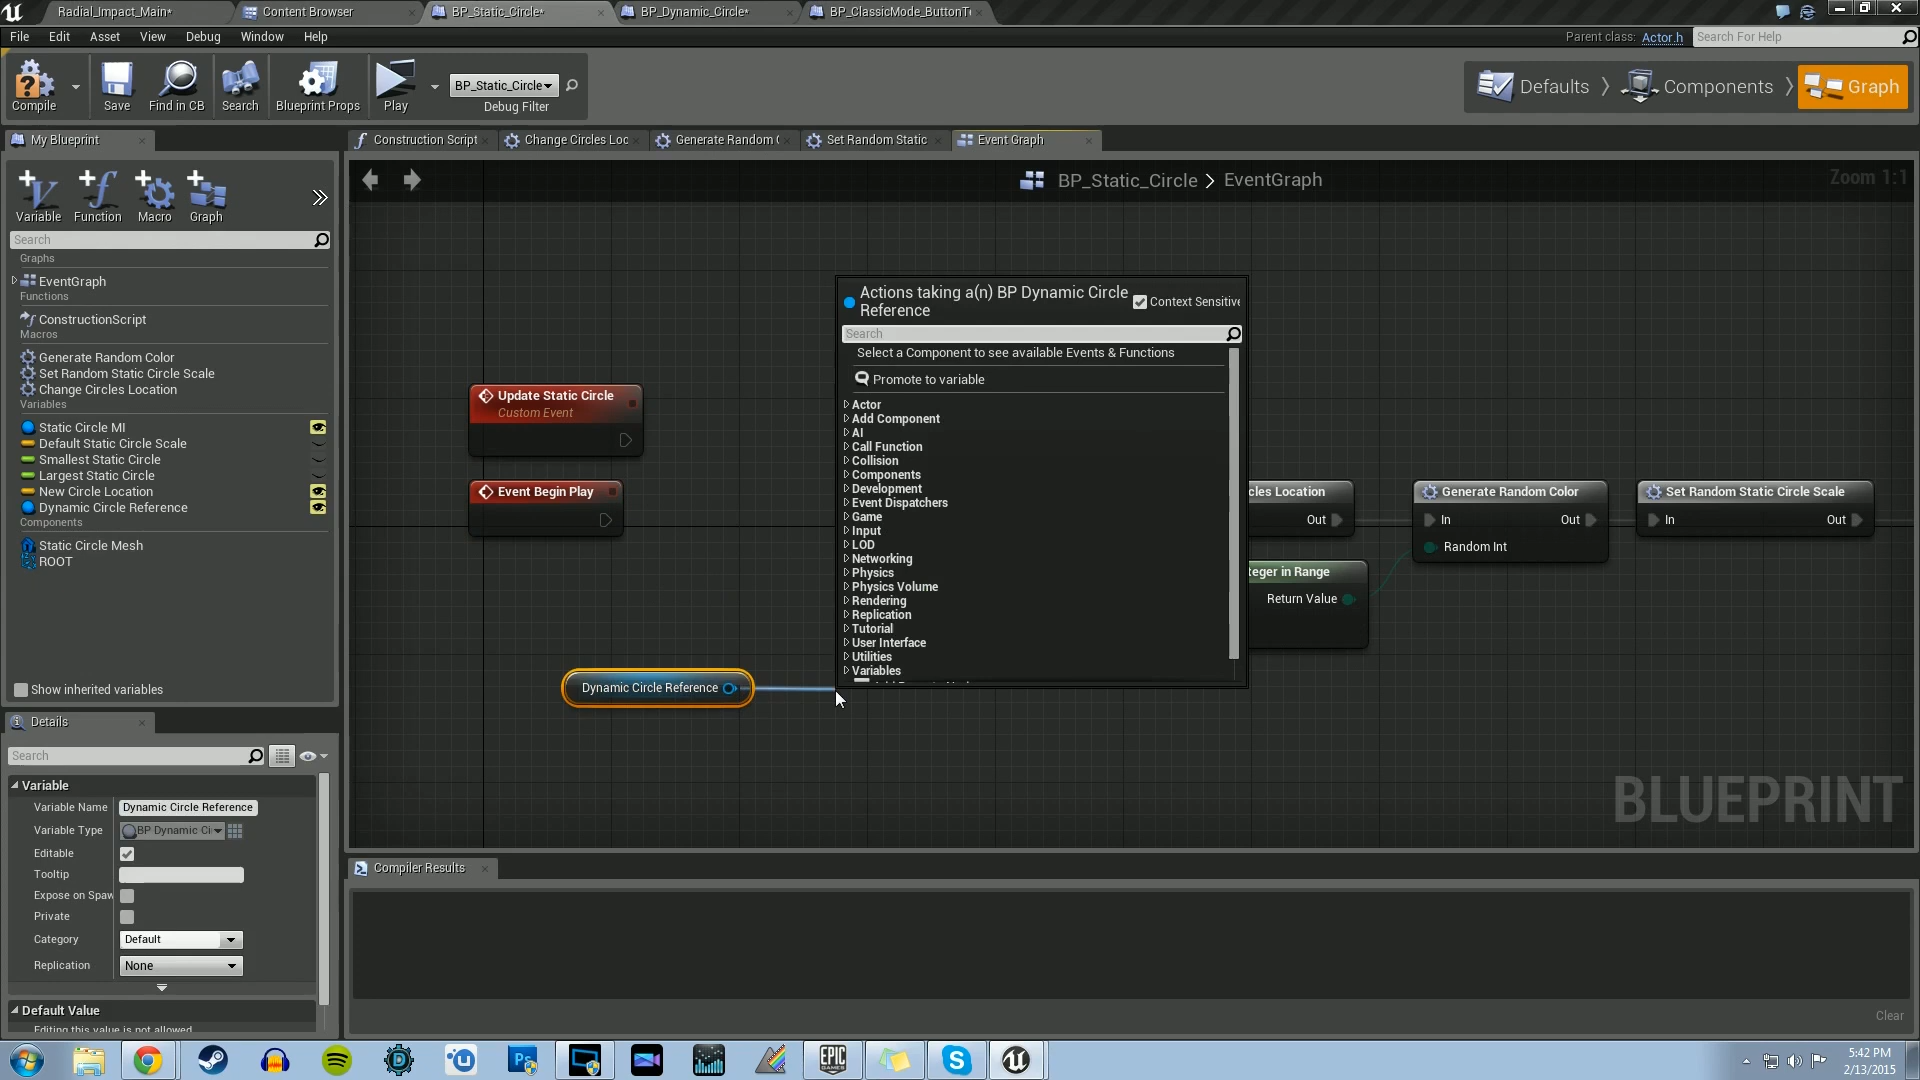 Radial_Impact_Main*
Content Browser
BP_Static_Circle*
BP_Dynamic_Circle*
BP_ClassicMode_ButtonT
File Edit Asset View Debug Window Help
Parent class: Actor.h
Search For Help
Compile
Save
Find in CB
Search
Blueprint Props
Play
BP_Static_Circle
Debug Filter
Defaults
Components
Graph
My Blueprint
Construction Script
Change Circles Loc
Generate Random C
Set Random Static
Event Graph
BP_Static_Circle > EventGraph
Zoom 1:1
Variable
Function
Macro
Graph
Search
Graphs
EventGraph
Functions
ConstructionScript
Macros
Generate Random Color
Set Random Static Circle Scale
Change Circles Location
Variables
Static Circle MI
Default Static Circle Scale
Smallest Static Circle
Largest Static Circle
New Circle Location
Dynamic Circle Reference
Components
Static Circle Mesh
ROOT
Show inherited variables
Update Static Circle
Custom Event
Event Begin Play
Dynamic Circle Reference
Actions taking a(n) BP Dynamic Circle
Reference
Context Sensitive
Search
Select a Component to see available Events & Functions
Promote to variable
Actor
Add Component
AI
Call Function
Collision
Components
Development
Event Dispatchers
Game
Input
LOD
Networking
Physics
Physics Volume
Rendering
Replication
Tutorial
User Interface
Utilities
Variables
cles Location
Out
teger in Range
Return Value
Generate Random Color
In Out
Random Int
Set Random Static Circle Scale
In Out
BLUEPRINT
Details
Search
Variable
Variable Name Dynamic Circle Reference
Variable Type BP Dynamic Ci
Editable
Tooltip
Expose on Spaw
Private
Category Default
Replication None
Default Value
Editing this value is not allowed
Compiler Results
Clear
EPIC
GAMES
5:42 PM
2/13/2015